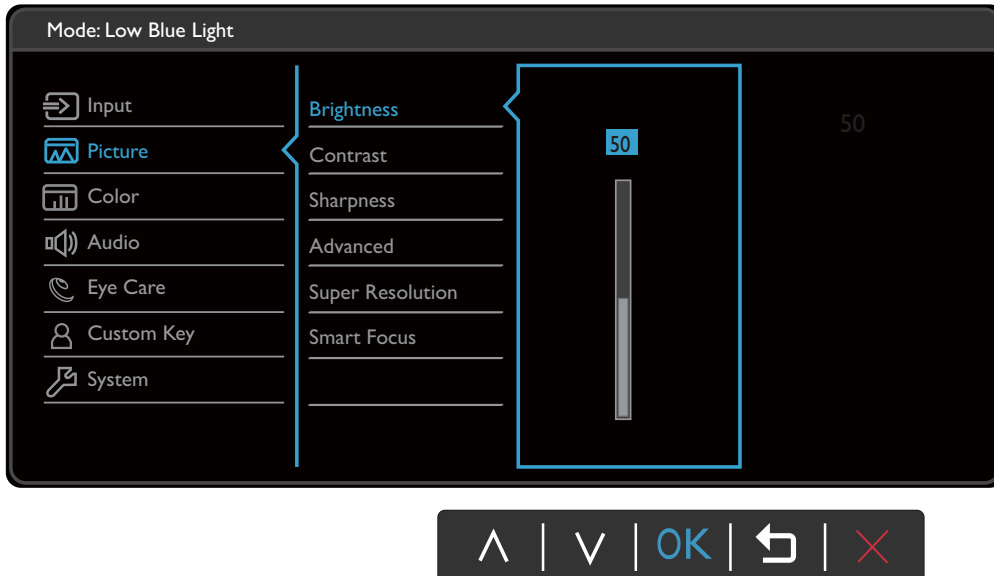 Mode: Low Blue Light
Input
Picture
Color
Audio
Eye Care
Custom Key
System
Brightness
Contrast
Sharpness
Advanced
Super Resolution
Smart Focus
50
50
OK